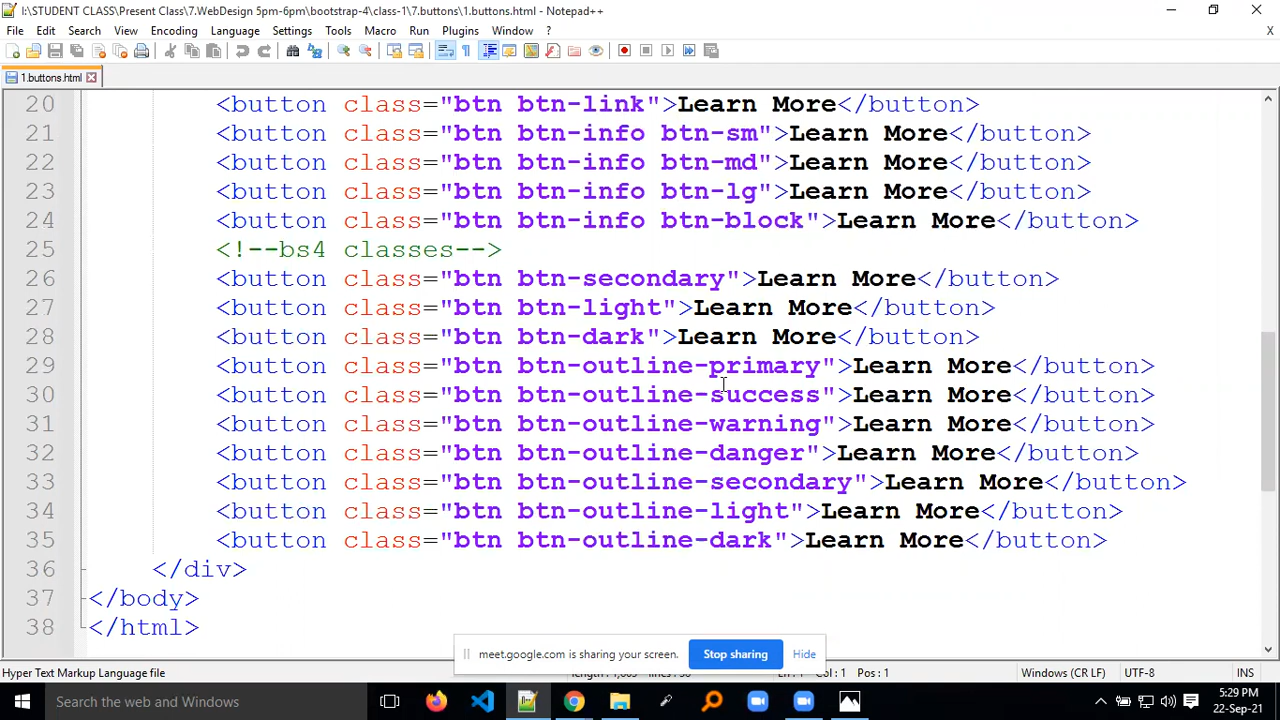 I:\STUDENT CLASS\Present Class\7.WebDesign 5pm-6pm\bootstrap-4\class-1\7.buttons\1.buttons.html - Notepad++
File Edit Search View Encoding Language Settings Tools Macro Run Plugins Window ?
X
1.buttons.html
20 <button class="btn btn-link">Learn More</button>
21 <button class="btn btn-info btn-sm">Learn More</button>
22 <button class="btn btn-info btn-md">Learn More</button>
23 <button class="btn btn-info btn-lg">Learn More</button>
24 <button class="btn btn-info btn-block">Learn More</button>
25 <!--bs4 classes-->
26 <button class="btn btn-secondary">Learn More</button>
27 <button class="btn btn-light">Learn More</button>
28 <button class="btn btn-dark">Learn More</button>
29 <button class="btn btn-outline-primary">Learn More</button>
30 <button class="btn btn-outline-success">Learn More</button>
31 <button class="btn btn-outline-warning">Learn More</button>
32 <button class="btn btn-outline-danger">Learn More</button>
33 <button class="btn btn-outline-secondary">Learn More</button>
34 <button class="btn btn-outline-light">Learn More</button>
35 <button class="btn btn-outline-dark">Learn More</button>
36 </div>
37 </body>
38 </html>
meet.google.com is sharing your screen. Stop sharing Hide
Hyper Text Markup Language file Col : 1 Pos : 1 Windows (CR LF) UTF-8 INS
Search the web and Windows
5:29 PM
22-Sep-21